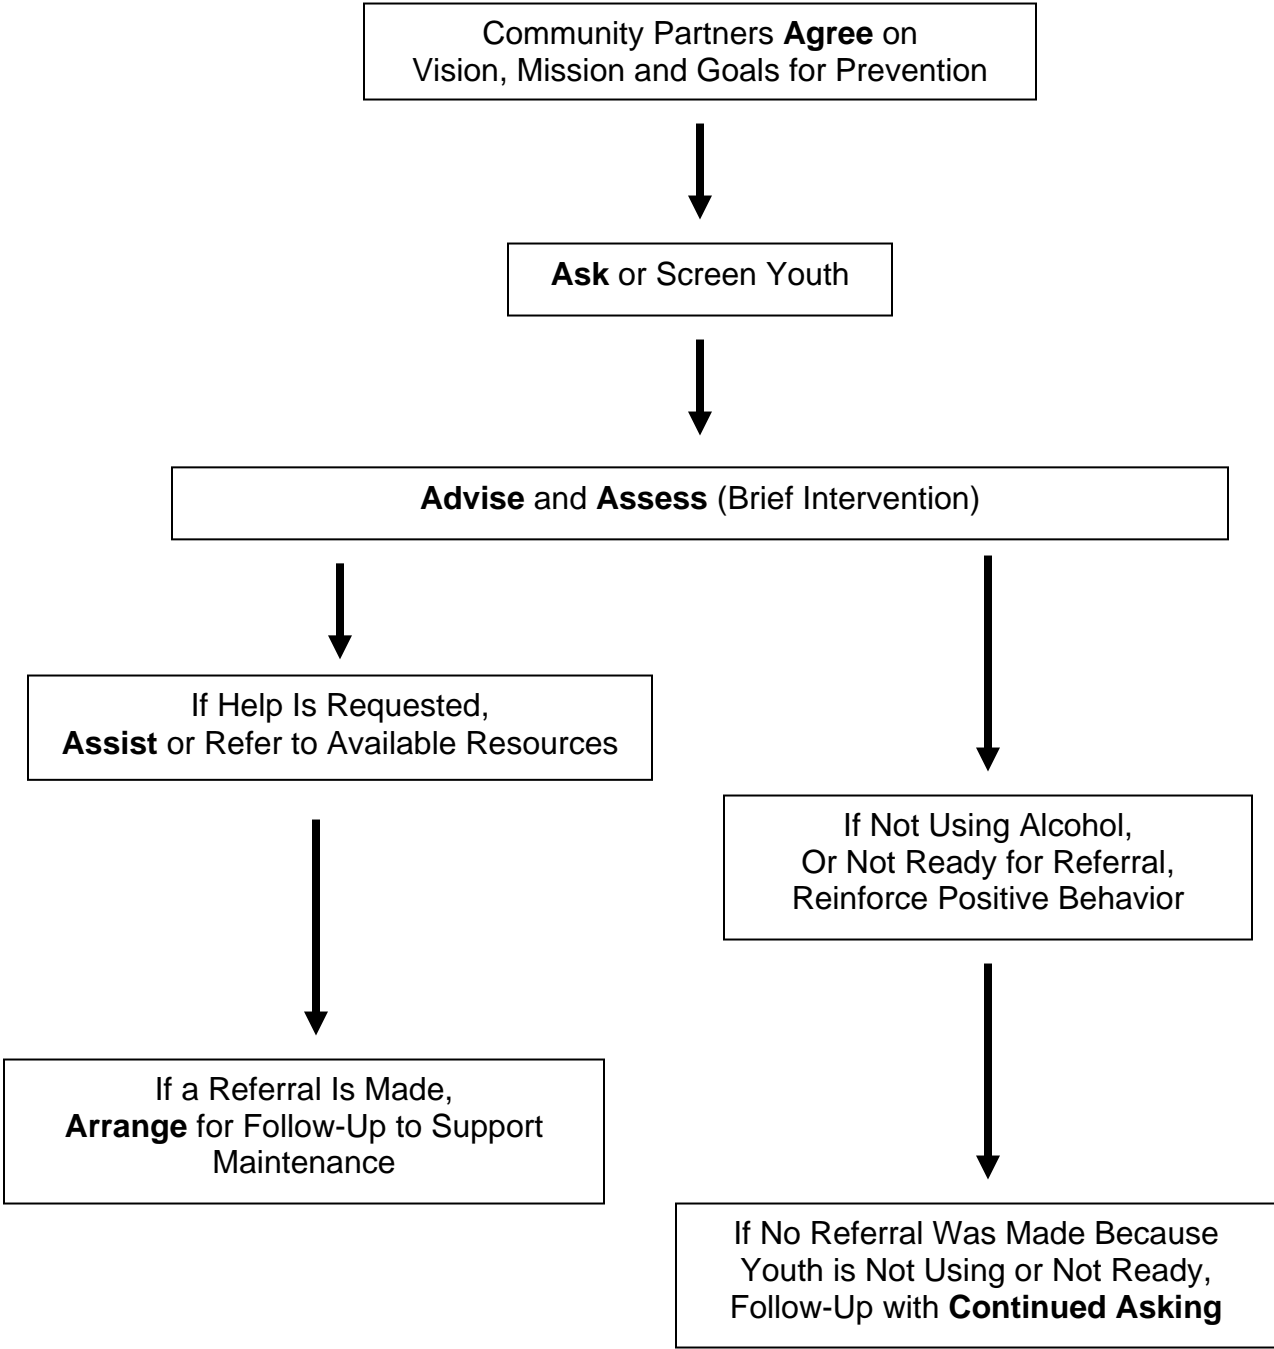 Community Partners Agree on
Vision, Mission and Goals for Prevention
Ask or Screen Youth
Advise and Assess (Brief Intervention)
If Help Is Requested,
Assist or Refer to Available Resources
If Not Using Alcohol,
Or Not Ready for Referral,
Reinforce Positive Behavior
If a Referral Is Made,
Arrange for Follow-Up to Support
Maintenance
If No Referral Was Made Because
Youth is Not Using or Not Ready,
Follow-Up with Continued Asking